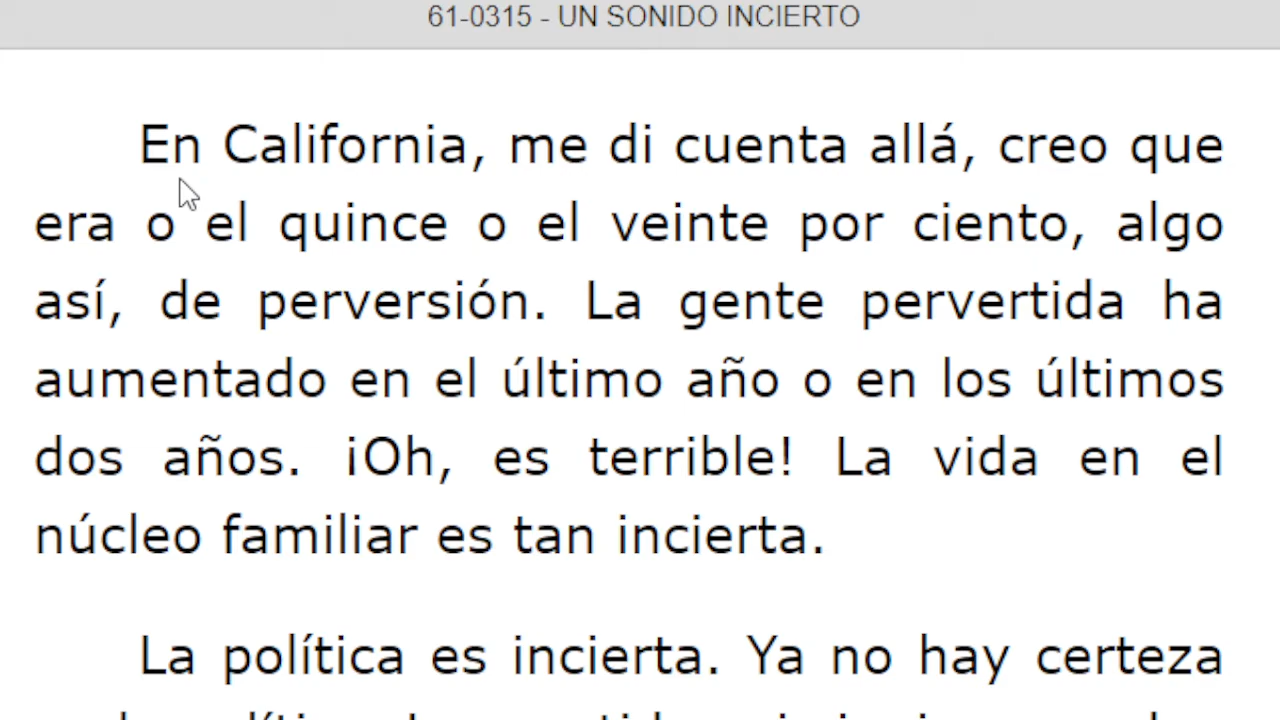 61-0315 - UN SONIDO INCIERTO
En California, me di cuenta allá, creo que
era o el quince o el veinte por ciento, algo
así, de perversión. La gente pervertida ha
aumentado en el último año o en los últimos
dos años. ¡Oh, es terrible! La vida en el
núcleo familiar es tan incierta.
La política es incierta. Ya no hay certeza